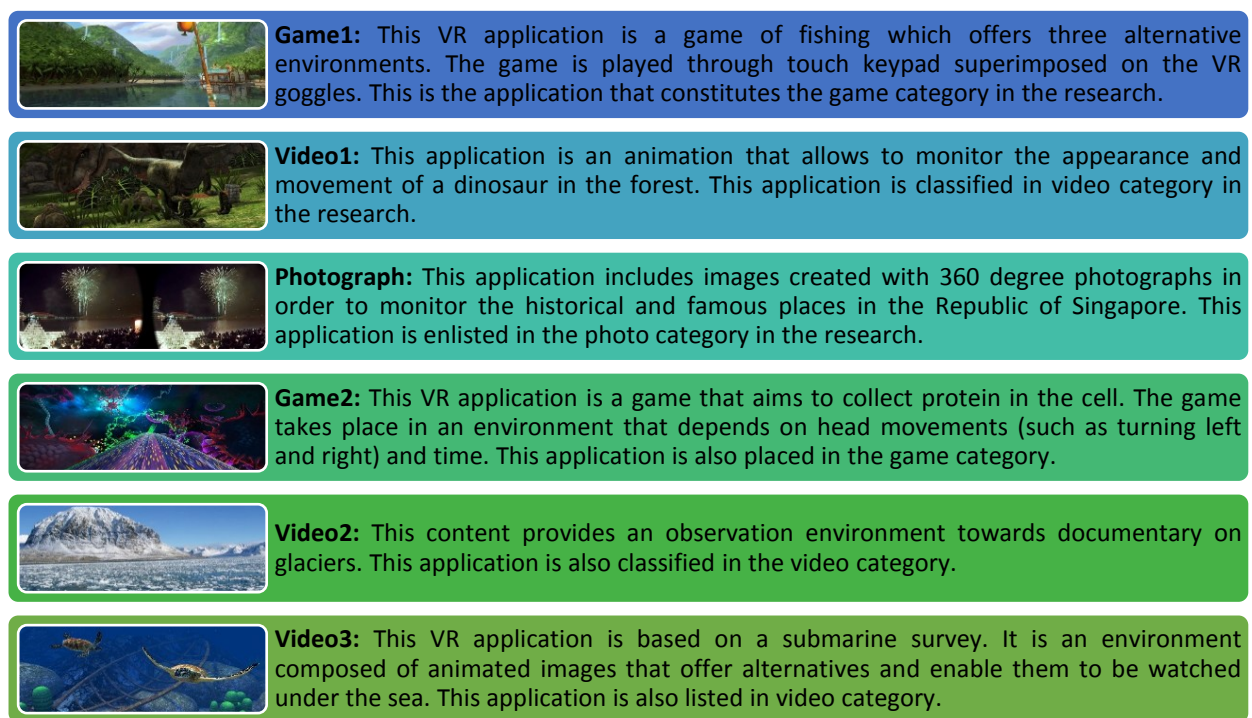 Game1: This VR application is a game of fishing which offers three alternative
environments. The game is played through touch keypad superimposed on the VR
goggles. This is the application that constitutes the game category in the research.
Video1: This application is an animation that allows to monitor the appearance and
movement of a dinosaur in the forest. This application is classified in video category in
the research.
Photograph: This application includes images created with 360 degree photographs in
order to monitor the historical and famous places in the Republic of Singapore. This
application is enlisted in the photo category in the research.
Game2: This VR application is a game that aims to collect protein in the cell. The game
takes place in an environment that depends on head movements (such as turning left
and right) and time. This application is also placed in the game category.
Video2: This content provides an observation environment towards documentary on
glaciers. This application is also classified in the video category.
Video3: This VR application is based on a submarine survey. It is an environment
composed of animated images that offer alternatives and enable them to be watched
under the sea. This application is also listed in video category.